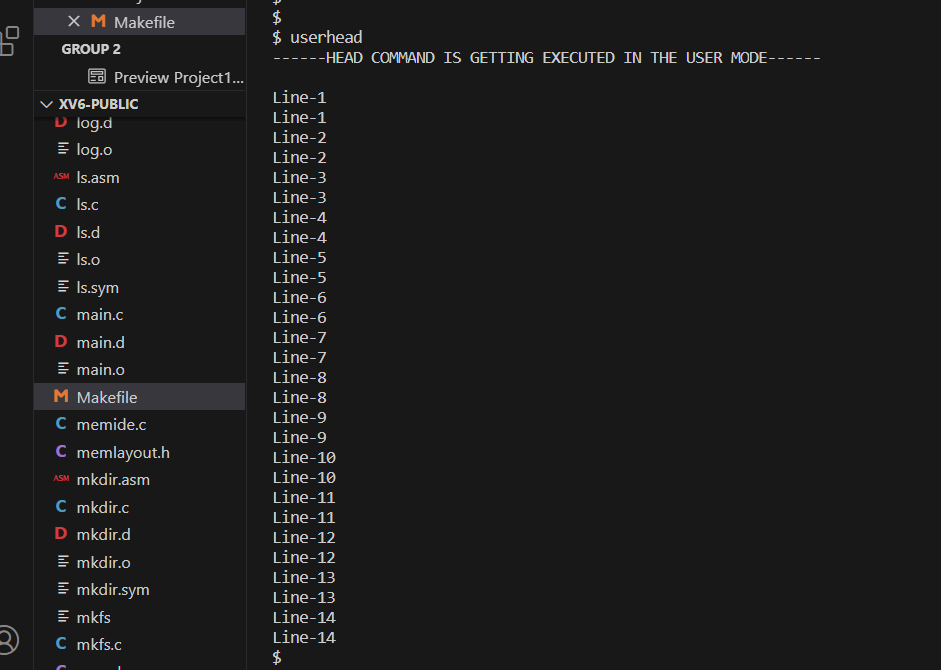 Makefile
GROUP 2
Preview Project1...
XV6-PUBLIC
D log.d
log.o
ASM ls.asm
C ls.c
D ls.d
ls.o
ls.sym
C main.c
D main.d
main.o
M Makefile
C memide.c
C memlayout.h
ASM mkdir.asm
C mkdir.c
D mkdir.d
mkdir.o
mkdir.sym
mkfs
C mkfs.c
$
$ userhead
------HEAD COMMAND IS GETTING EXECUTED IN THE USER MODE------
Line-1
Line-1
Line-2
Line-2
Line-3
Line-3
Line-4
Line-4
Line-5
Line-5
Line-6
Line-6
Line-7
Line-7
Line-8
Line-8
Line-9
Line-9
Line-10
Line-10
Line-11
Line-11
Line-12
Line-12
Line-13
Line-13
Line-14
Line-14
$